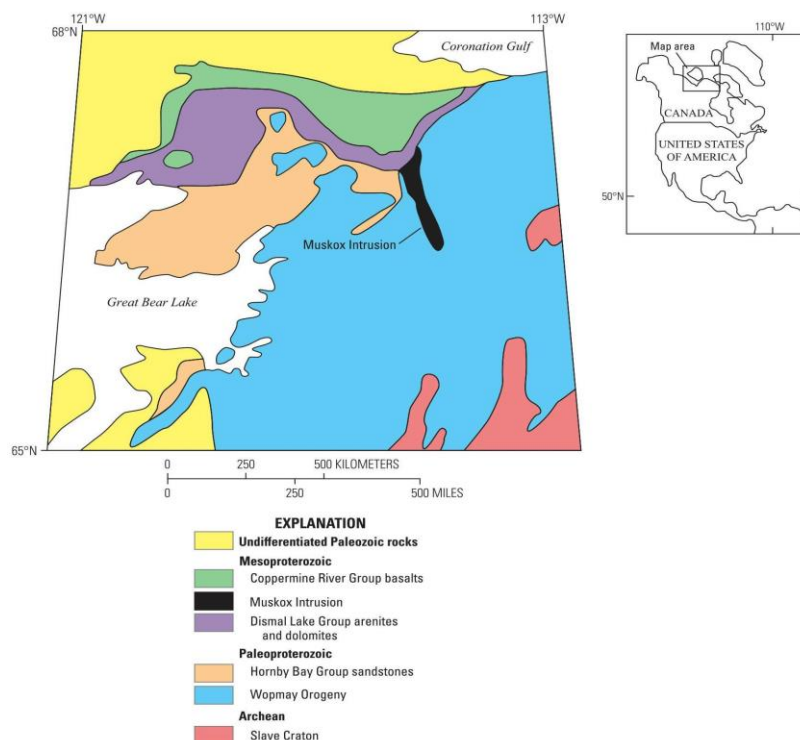 121°W
113°W
68°N
Coronation Gulf
Muskox Intrusion
Great Bear Lake
65°N
0 250 500 KILOMETERS
0 250 500 MILES
110°W
Map area
CANADA
UNITED STATES
OF AMERICA
50°N
EXPLANATION
Undifferentiated Paleozoic rocks
Mesoproterozoic
Coppermine River Group basalts
Muskox Intrusion
Dismal Lake Group arenites
and dolomites
Paleoproterozoic
Hornby Bay Group sandstones
Wopmay Orogeny
Archean
Slave Craton